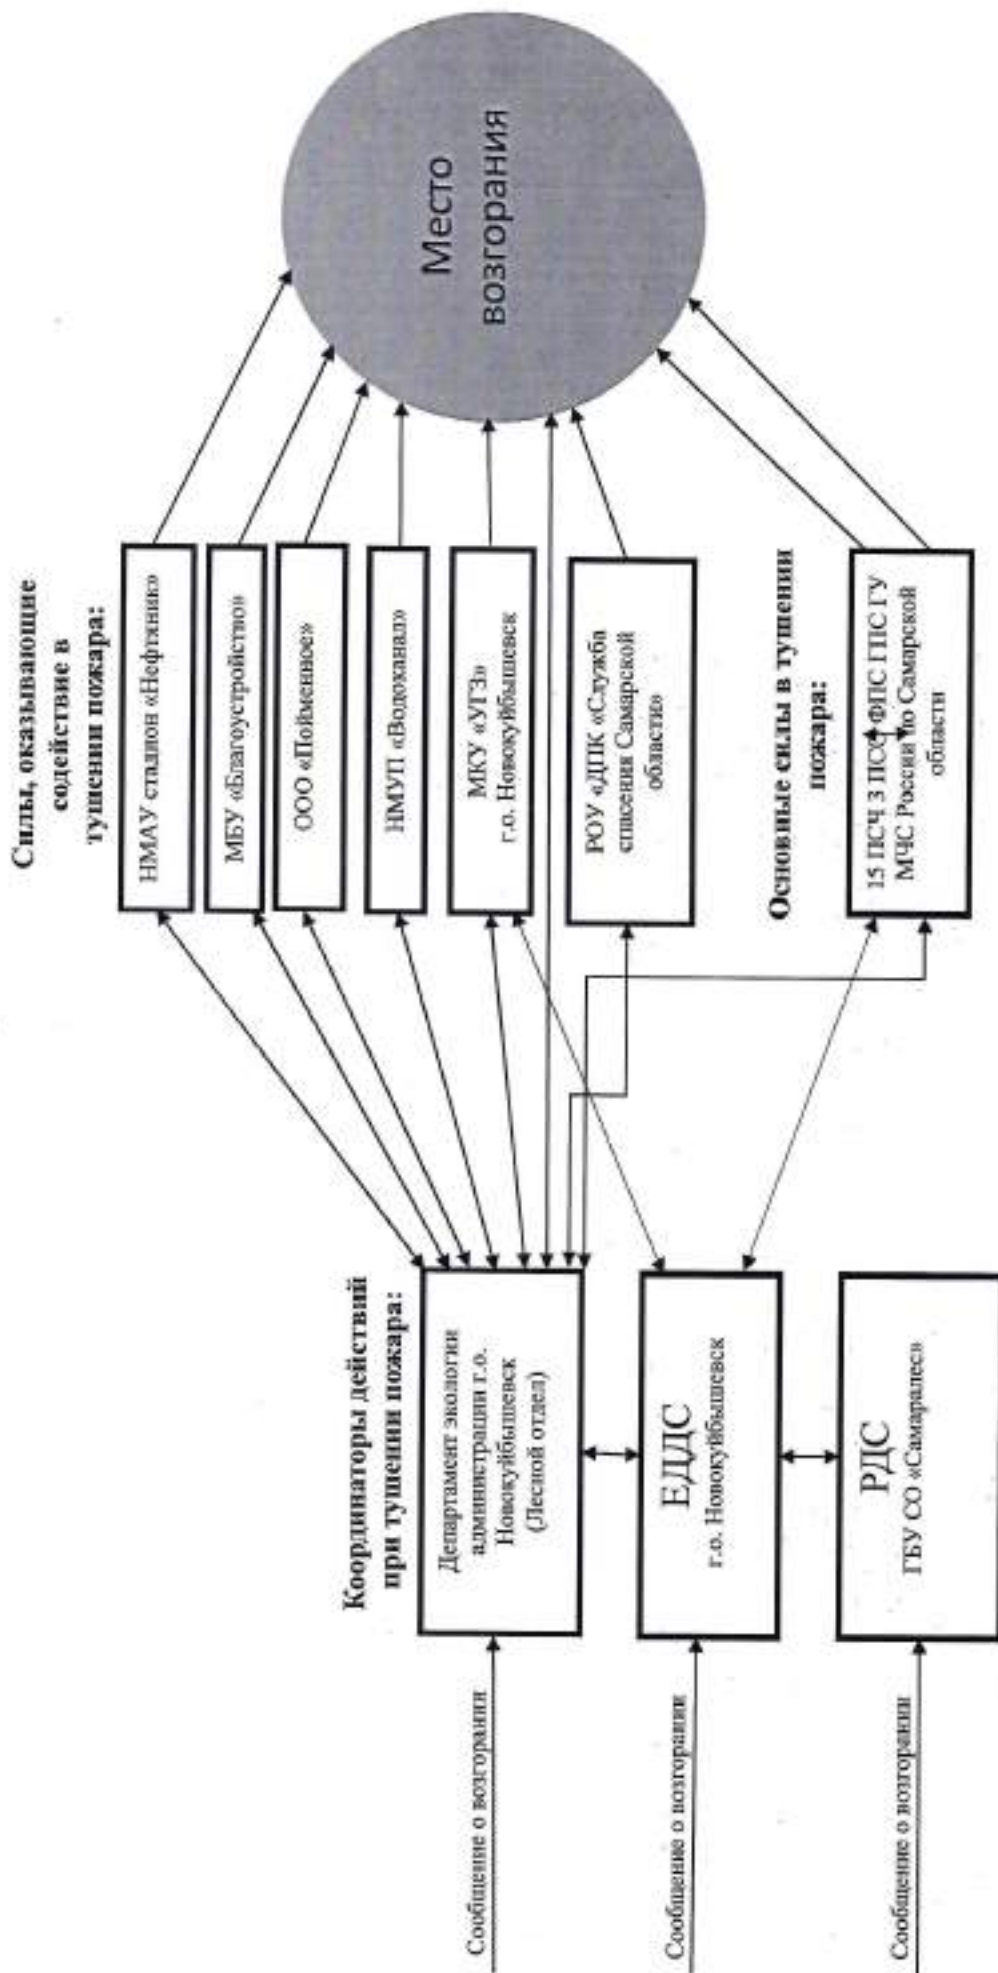 Сообщение о возгорании
Сообщение о возгорании
Сообщение о возгорании
Координаторы действий
при тушении пожара:
Департамент экологии
администрации г.о.
Новокуйбышевск
(Лесной отдел)
ЕДДС
г.о. Новокуйбышевск
РДС
ГБУ СО «Самаралес»
Силы, оказывающие
содействие в
тушении пожара:
НМАУ стадион «Нефтяник»
МБУ «Благоустройство»
ООО «Пойменное»
НМУП «Водоканал»
МКУ «УГЗ»
г.о. Новокуйбышевск
РОУ «ДПК «Служба
спасения Самарской
области»
Основные силы в тушении
пожара:
15 ПСЧ 3 ПСО ФПС ГПС ГУ
МЧС России по Самарской
области
Место
возгорания